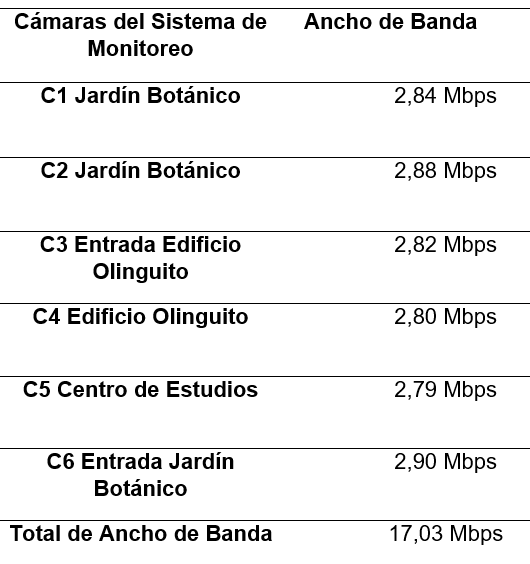 Cámaras del Sistema de Ancho de Banda
Monitoreo
C1 Jardín Botánico 2,84 Mbps
C2 Jardín Botánico 2,88 Mbps
C3 Entrada Edificio 2,82 Mbps
Olinguito
C4 Edificio Olinguito 2,80 Mbps
C5 Centro de Estudios 2,79 Mbps
C6 Entrada Jardín 2,90 Mbps
Botánico
Total de Ancho de Banda 17,03 Mbps